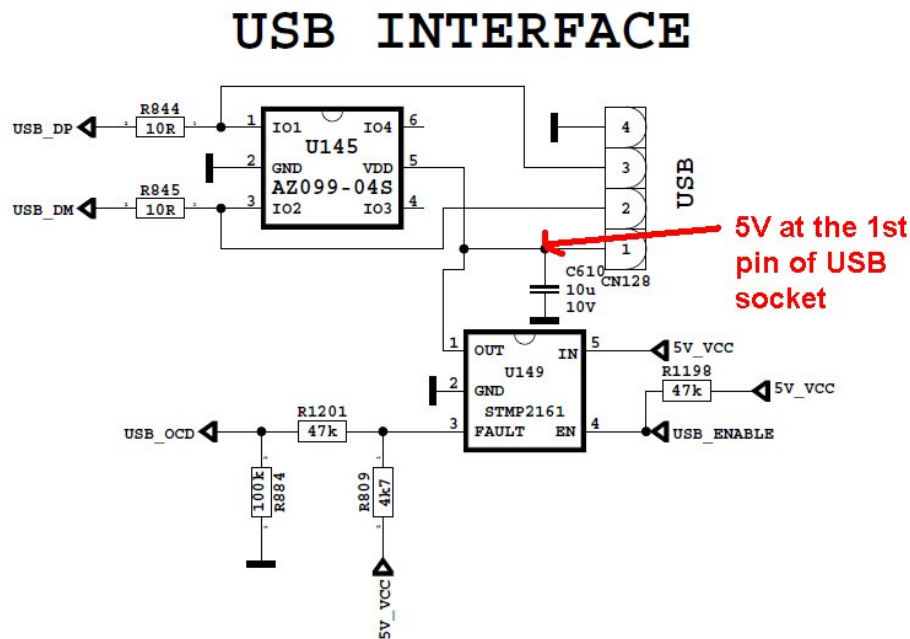 USB INTERFACE
R844
USB_DP
10R
1
IO1
IO4
6
U145
2
GND
VDD
5
AZ099-04S
R845
USB_DM
10R
3
IO2
IO3
4
4
3
2
1
USB
CN128
5V at the 1st
pin of USB
socket
C610
10u
10V
1
OUT
IN
5
5V_VCC
U149
2
GND
R1198
47k
5V_VCC
STMP2161
R1201
USB_OCD
47k
3
FAULT
EN
4
USB_ENABLE
100k
R884
R809
4k7
5V_VCC